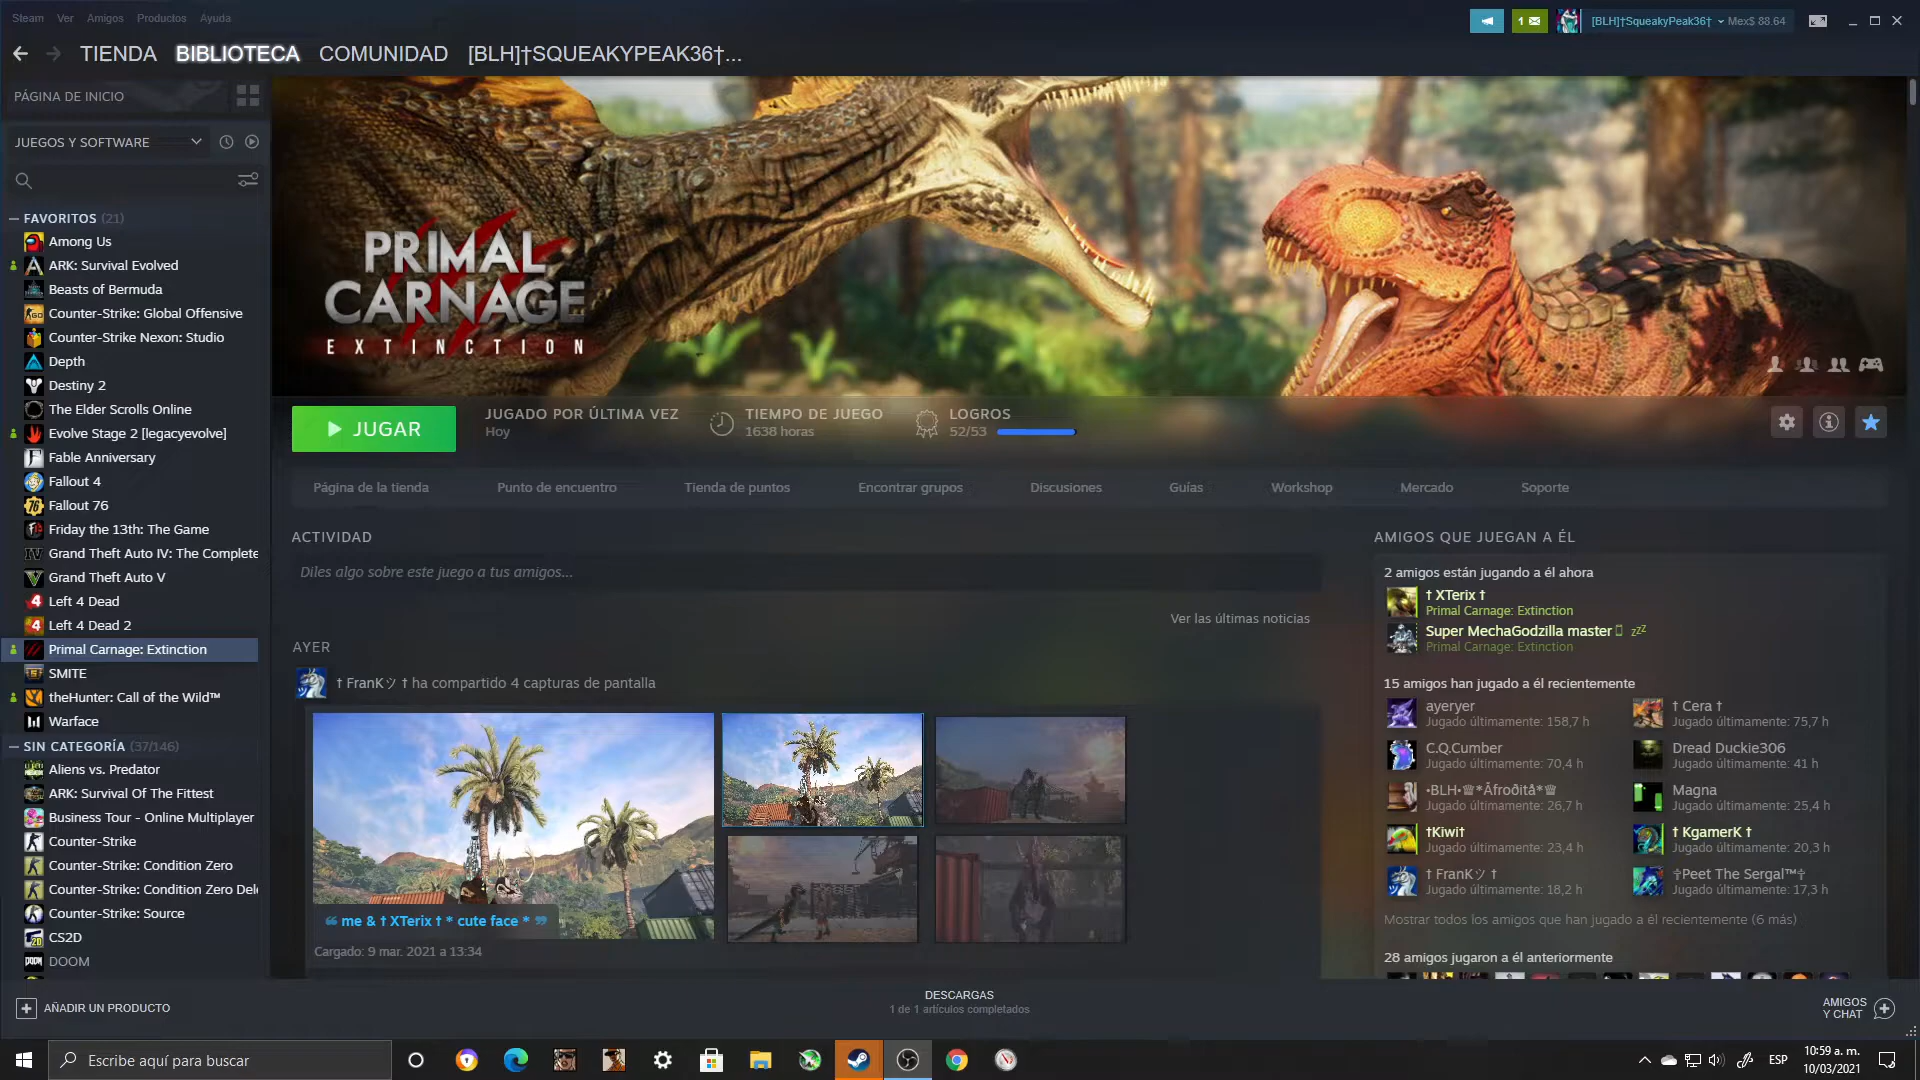 Steam Ver Amigos Productos Ayuda
1
[BLH]†SqueakyPeak36† Mex$ 88.64
TIENDA BIBLIOTECA COMUNIDAD [BLH]†SQUEAKYPEAK36†...
PÁGINA DE INICIO
JUEGOS Y SOFTWARE
FAVORITOS (21)
Among Us
ARK: Survival Evolved
Beasts of Bermuda
Counter-Strike: Global Offensive
Counter-Strike Nexon: Studio
Depth
Destiny 2
The Elder Scrolls Online
Evolve Stage 2 [legacyevolve]
Fable Anniversary
Fallout 4
Fallout 76
Friday the 13th: The Game
Grand Theft Auto IV: The Complete
Grand Theft Auto V
Left 4 Dead
Left 4 Dead 2
Primal Carnage: Extinction
SMITE
theHunter: Call of the Wild™
Warface
SIN CATEGORÍA (37/146)
Aliens vs. Predator
ARK: Survival Of The Fittest
Business Tour - Online Multiplayer
Counter-Strike
Counter-Strike: Condition Zero
Counter-Strike: Condition Zero Del
Counter-Strike: Source
CS2D
DOOM
AÑADIR UN PRODUCTO
PRIMAL
CARNAGE
EXTINCTION
JUGAR
JUGADO POR ÚLTIMA VEZ
Hoy
TIEMPO DE JUEGO
1638 horas
LOGROS
52/53
Página de la tienda Punto de encuentro Tienda de puntos Encontrar grupos Discusiones Guías Workshop Mercado Soporte
ACTIVIDAD
Diles algo sobre este juego a tus amigos...
Ver las últimas noticias
AYER
† FranKツ † ha compartido 4 capturas de pantalla
❝ me & † XTerix † * cute face * ❞
Cargado: 9 mar. 2021 a 13:34
AMIGOS QUE JUEGAN A ÉL
2 amigos están jugando a él ahora
† XTerix †
Primal Carnage: Extinction
Super MechaGodzilla master zzZ
Primal Carnage: Extinction
15 amigos han jugado a él recientemente
ayeryer
Jugado últimamente: 158,7 h
† Cera †
Jugado últimamente: 75,7 h
C.Q.Cumber
Jugado últimamente: 70,4 h
Dread Duckie306
Jugado últimamente: 41 h
•BLH•♕*Åfroðitå*♕
Jugado últimamente: 26,7 h
Magna
Jugado últimamente: 25,4 h
†Kiwi†
Jugado últimamente: 23,4 h
† KgamerK †
Jugado últimamente: 20,3 h
† FranKツ †
Jugado últimamente: 18,2 h
✞Peet The Sergal™✞
Jugado últimamente: 17,3 h
Mostrar todos los amigos que han jugado a él recientemente (6 más)
28 amigos jugaron a él anteriormente
DESCARGAS
1 de 1 artículos completados
AMIGOS
Y CHAT
Escribe aquí para buscar
ESP
10:59 a. m.
10/03/2021